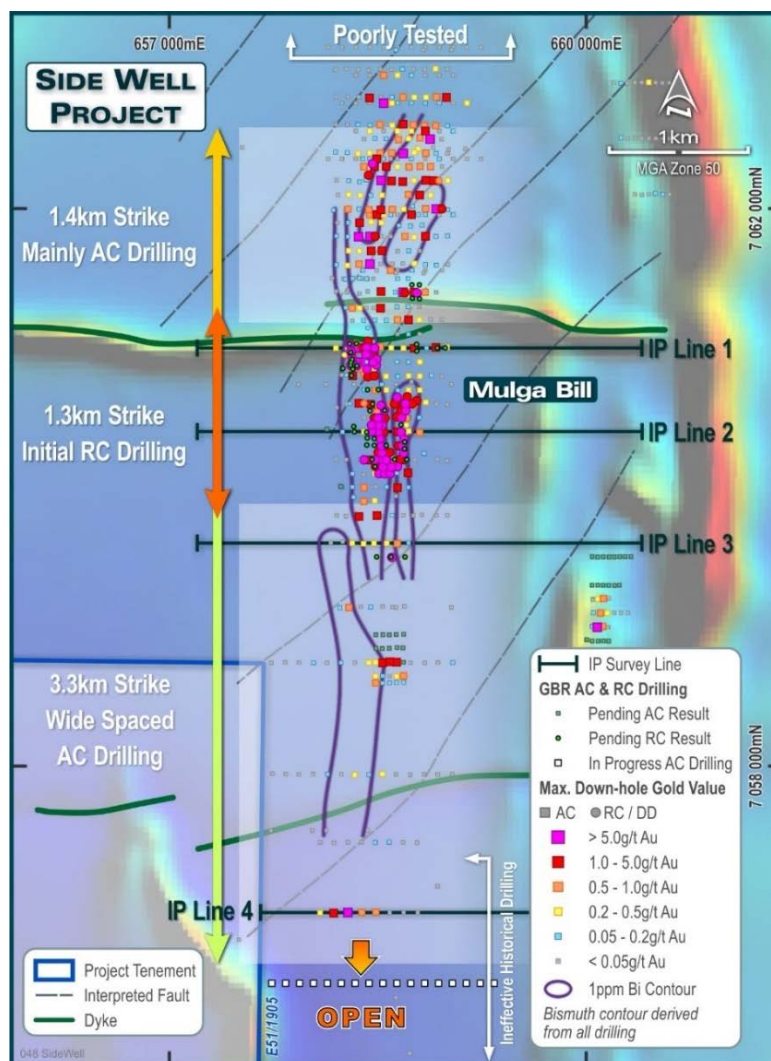 Poorly Tested
657 000mE
660 000mE
SIDE WELL
PROJECT
N
1km
MGA Zone 50
7 062 000mN
1.4km Strike
Mainly AC Drilling
IP Line 1
Mulga Bill
1.3km Strike
Initial RC Drilling
IP Line 2
IP Line 3
3.3km Strike
Wide Spaced
AC Drilling
7 058 000mN
IP Line 4
Ineffective Historical Drilling
OPEN
E51/1905
Project Tenement
Interpreted Fault
Dyke
046 SideWell
IP Survey Line
GBR AC & RC Drilling
Pending AC Result
Pending RC Result
In Progress AC Drilling
Max. Down-hole Gold Value
AC RC / DD
> 5.0g/t Au
1.0 - 5.0g/t Au
0.5 - 1.0g/t Au
0.2 - 0.5g/t Au
0.05 - 0.2g/t Au
< 0.05g/t Au
1ppm Bi Contour
Bismuth contour derived
from all drilling